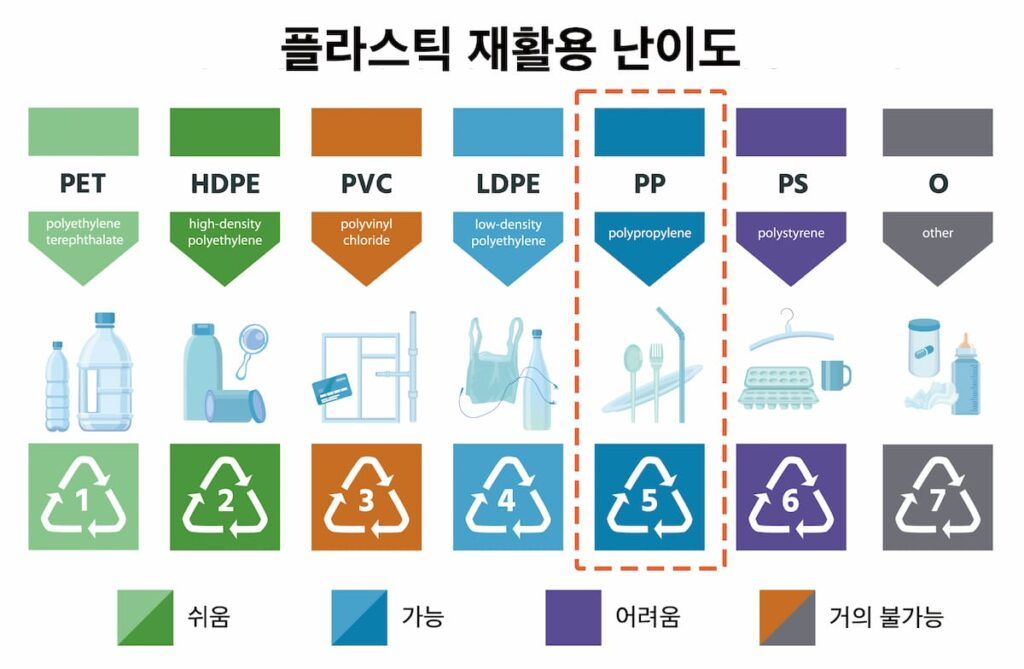 플라스틱 재활용 난이도
PET
HDPE
PVC
LDPE
PP
PS
O
polyethylene
terephthalate
high-density
polyethylene
polyvinyl
chloride
low-density
polyethylene
polypropylene
polystyrene
other
1
2
3
4
5
6
7
쉬움
가능
어려움
거의 불가능